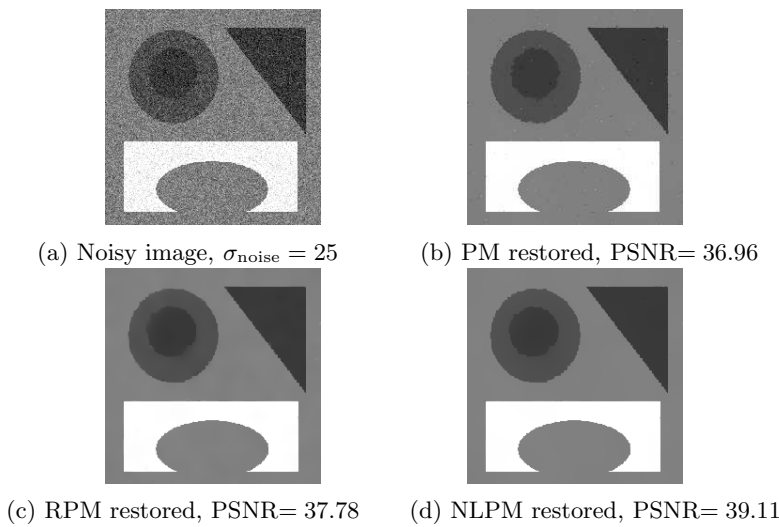 (a) Noisy image, σnoise = 25
(b) PM restored, PSNR= 36.96
(c) RPM restored, PSNR= 37.78
(d) NLPM restored, PSNR= 39.11